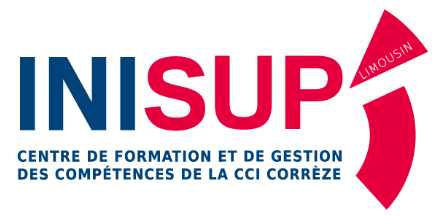 INISUP
LIMOUSIN
CENTRE DE FORMATION ET DE GESTION
DES COMPÉTENCES DE LA CCI CORRÈZE